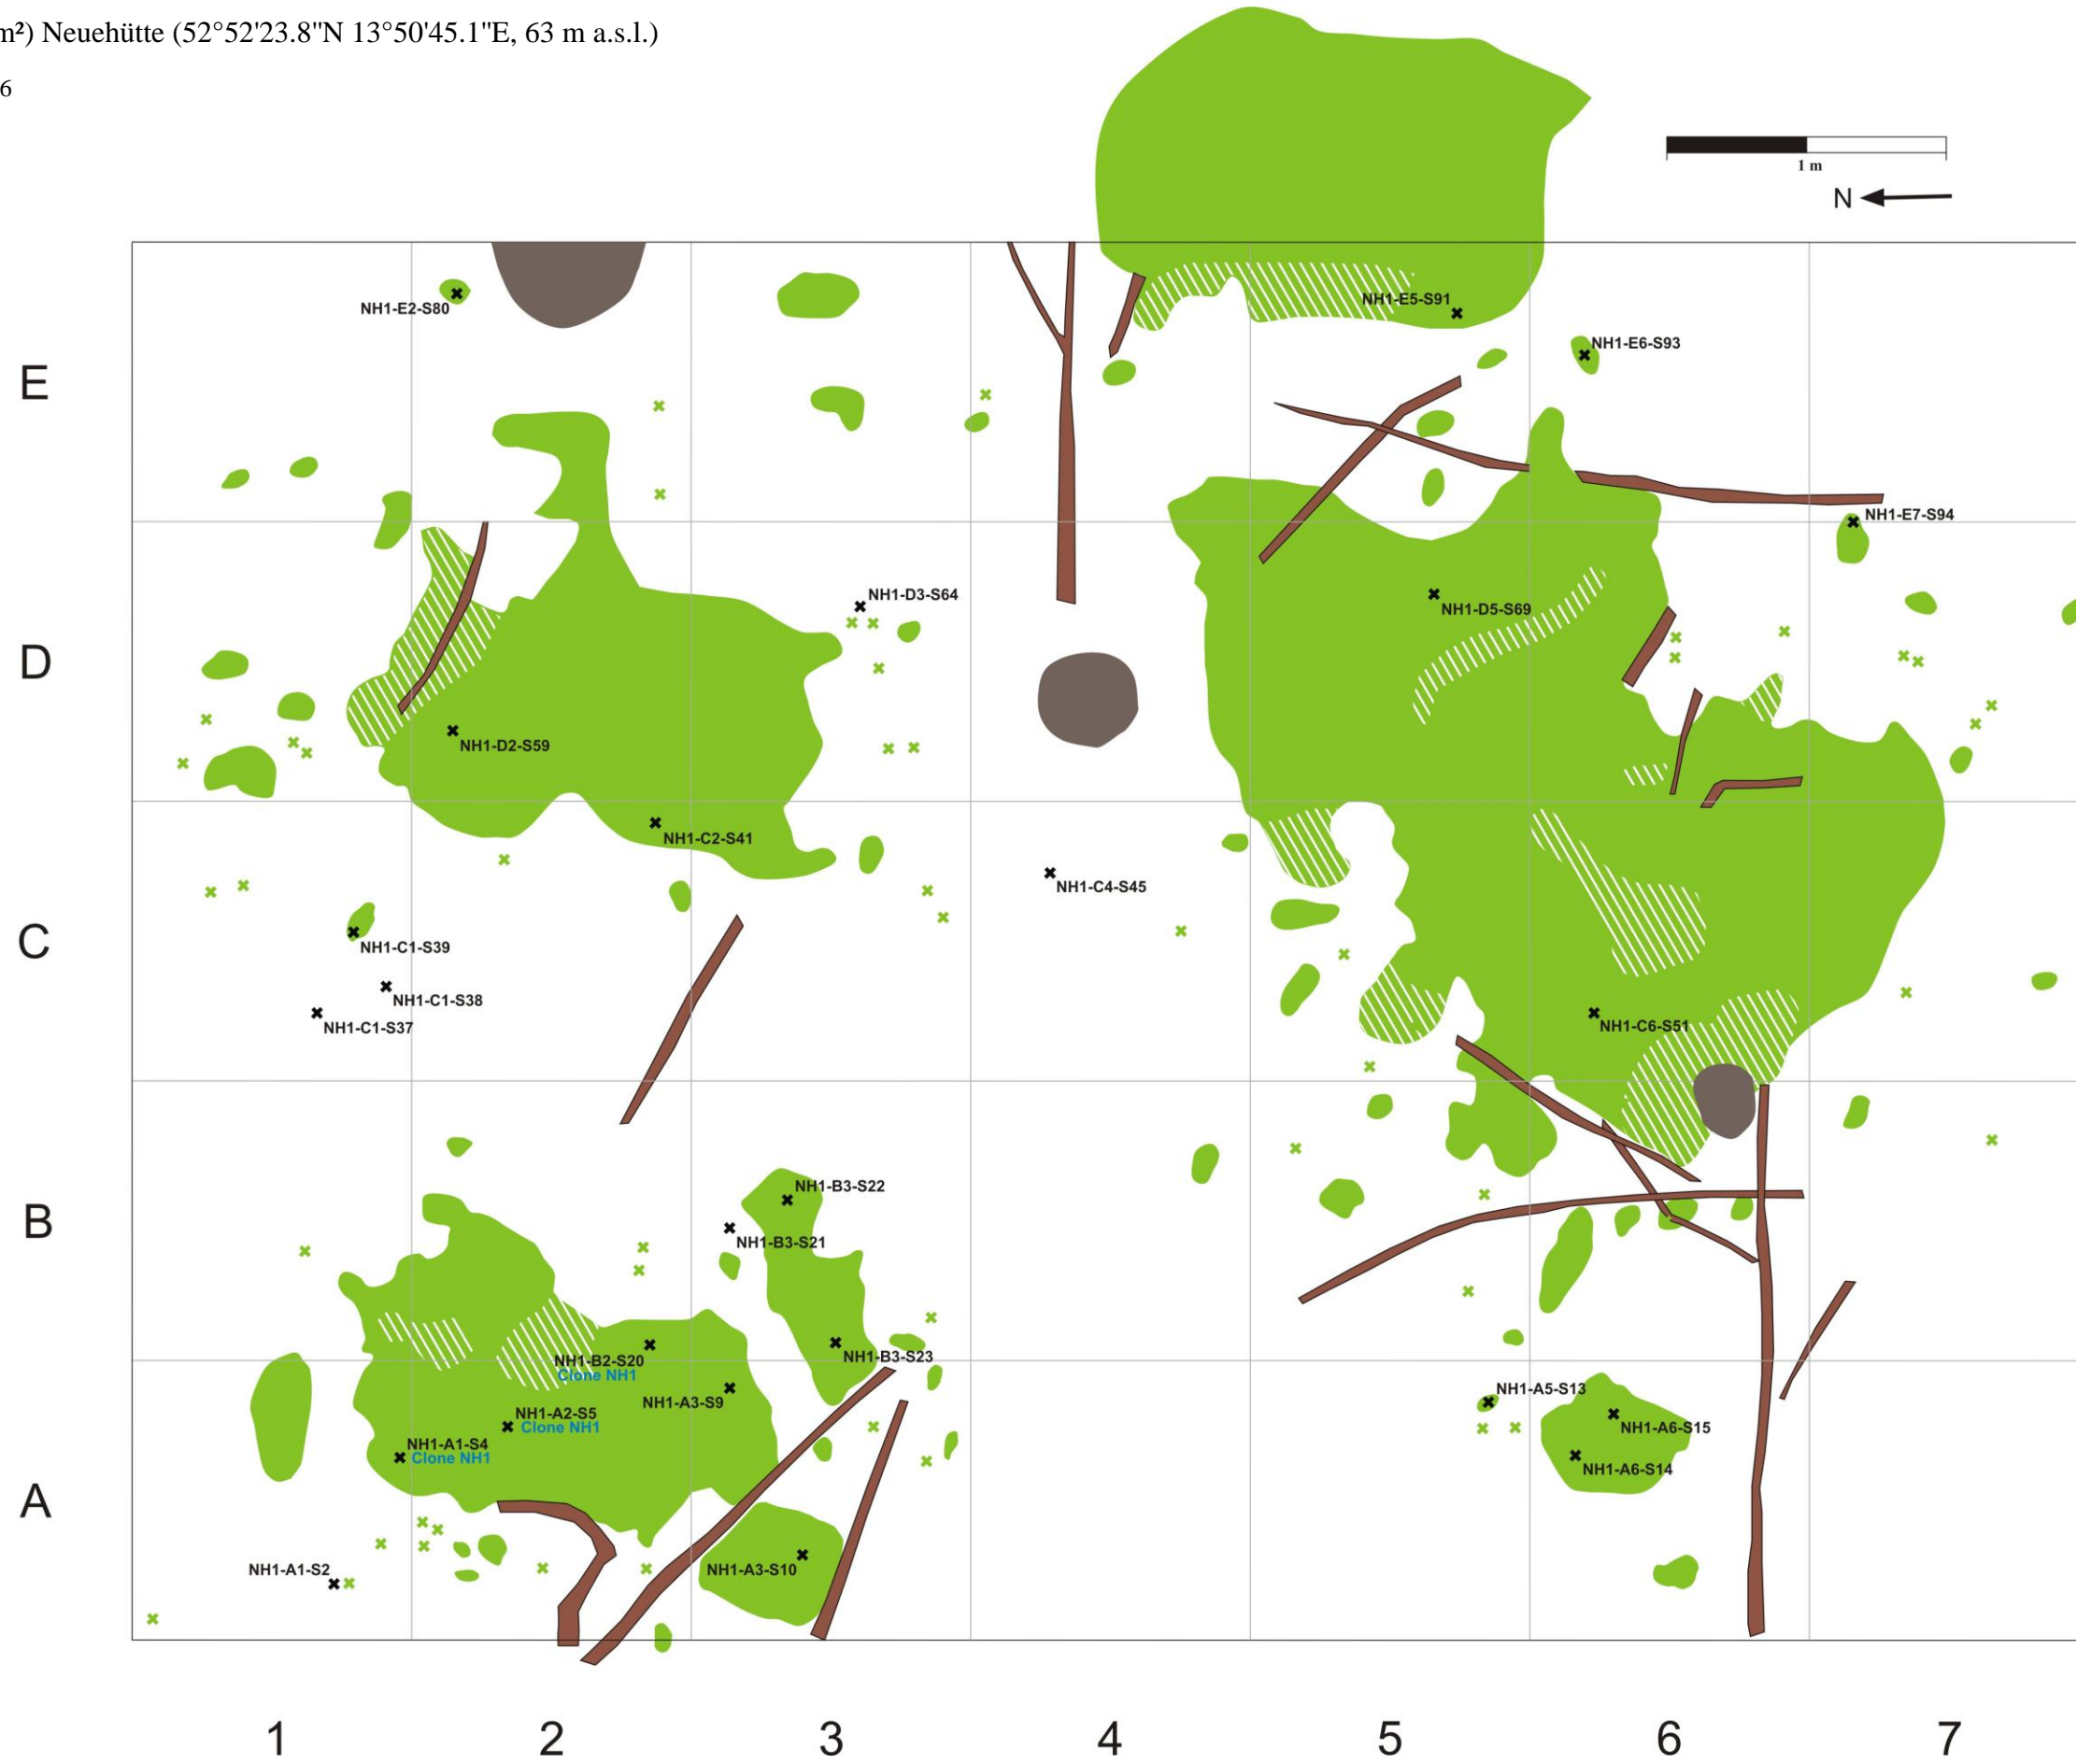 m²) Neuehütte (52°52'23.8"N 13°50'45.1"E, 63 m a.s.l.)
6
1 m
N
NH1-E2-S80
NH1-E5-S91
NH1-E6-S93
E
NH1-E7-S94
NH1-D3-S64
NH1-D5-S69
D
NH1-D2-S59
NH1-C2-S41
NH1-C4-S45
C
NH1-C1-S39
NH1-C1-S38
NH1-C1-S37
NH1-C6-S51
NH1-B3-S22
B
NH1-B3-S21
NH1-B3-S23
NH1-B2-S20
Clone NH1
NH1-A3-S9
NH1-A5-S13
NH1-A2-S5
Clone NH1
NH1-A6-S15
NH1-A1-S4
Clone NH1
NH1-A6-S14
A
NH1-A1-S2
NH1-A3-S10
1 2 3 4 5 6 7